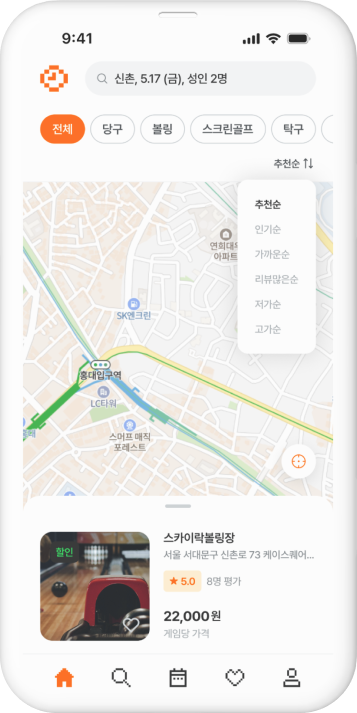 9:41
신촌, 5.17 (금), 성인 2명
전체
당구
볼링
스크린골프
탁구
추천순
추천순
인기순
가까운순
리뷰많은순
저가순
고가순
연희대우
아파트
SK엔크린
홍대입구역
LC타워
스머프 매직
포레스트
할인
스카이락볼링장
서울 서대문구 신촌로 73 케이스퀘어...
5.0
8명 평가
22,000원
게임당 가격